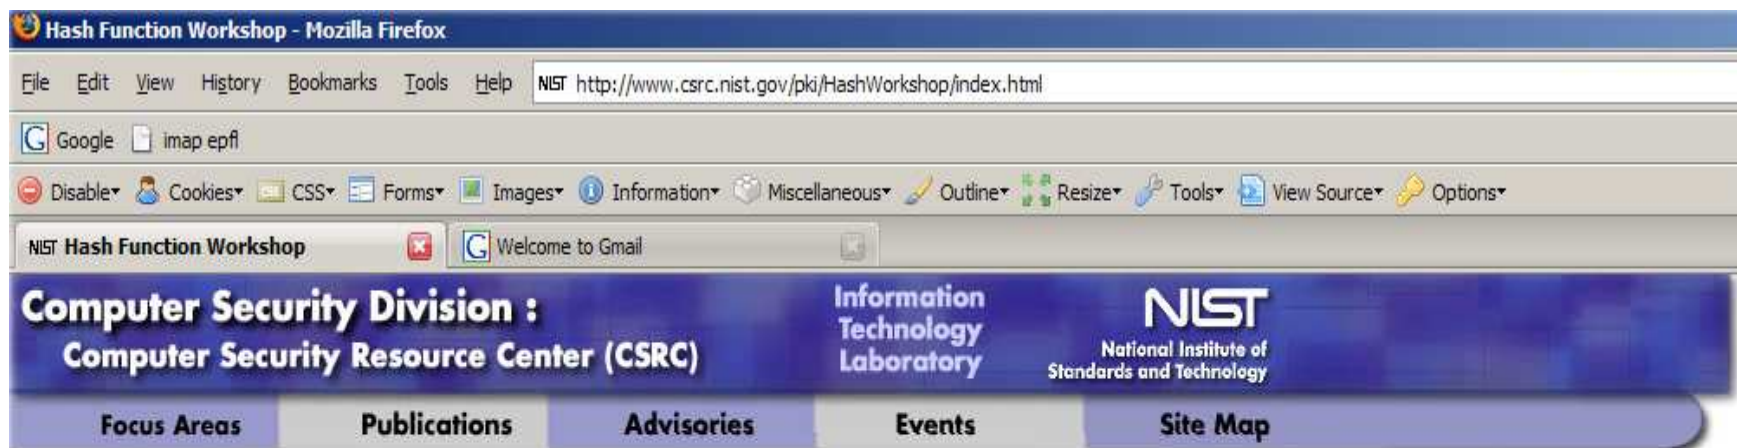 Hash Function Workshop - Mozilla Firefox
File Edit View History Bookmarks Tools Help NIST http://www.csrc.nist.gov/pki/HashWorkshop/index.html
G Google imap epfl
Disable Cookies CSS Forms Images Information Miscellaneous Outline Resize Tools View Source Options
NIST Hash Function Workshop G Welcome to Gmail
Computer Security Division :
Computer Security Resource Center (CSRC)
Information
Technology
Laboratory
NIST
National Institute of
Standards and Technology
Focus Areas Publications Advisories Events Site Map